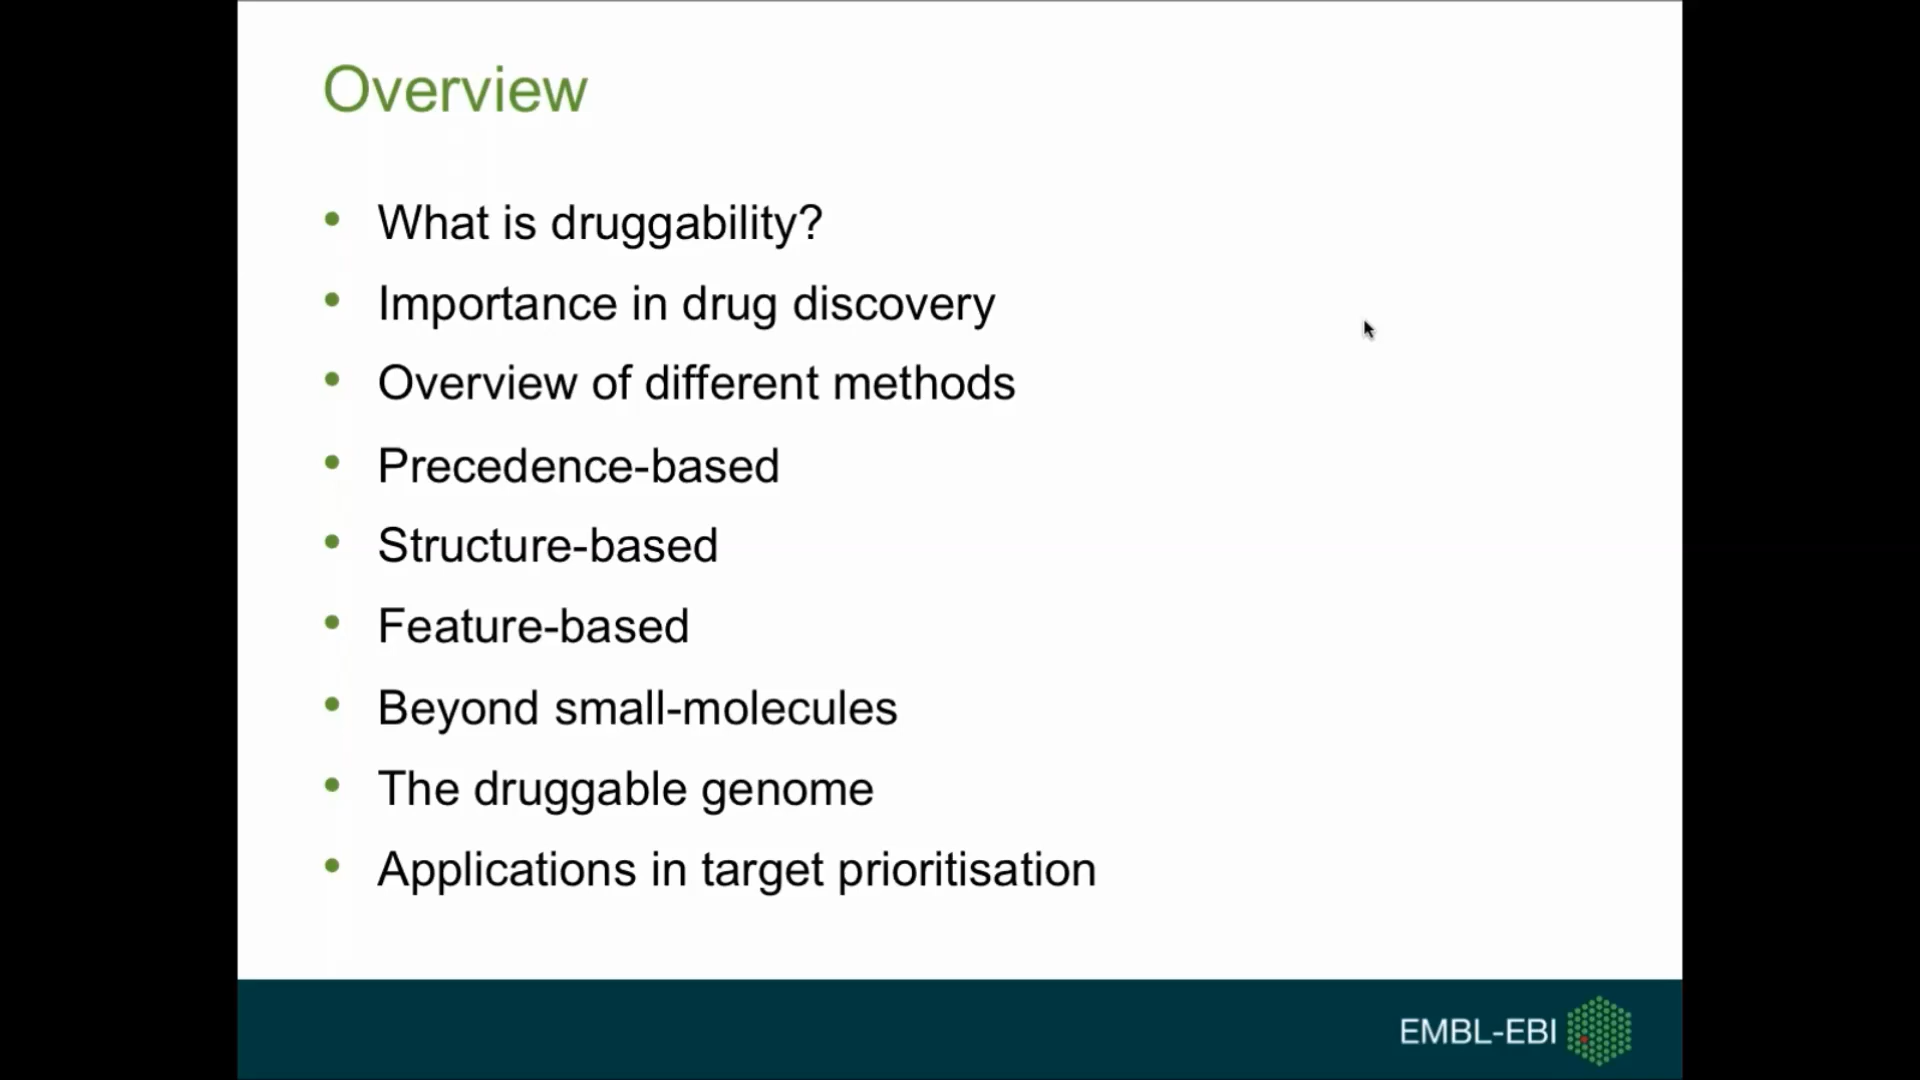 Overview
• What is druggability?
• Importance in drug discovery
• Overview of different methods
• Precedence-based
• Structure-based
• Feature-based
• Beyond small-molecules
• The druggable genome
• Applications in target prioritisation
EMBL-EBI